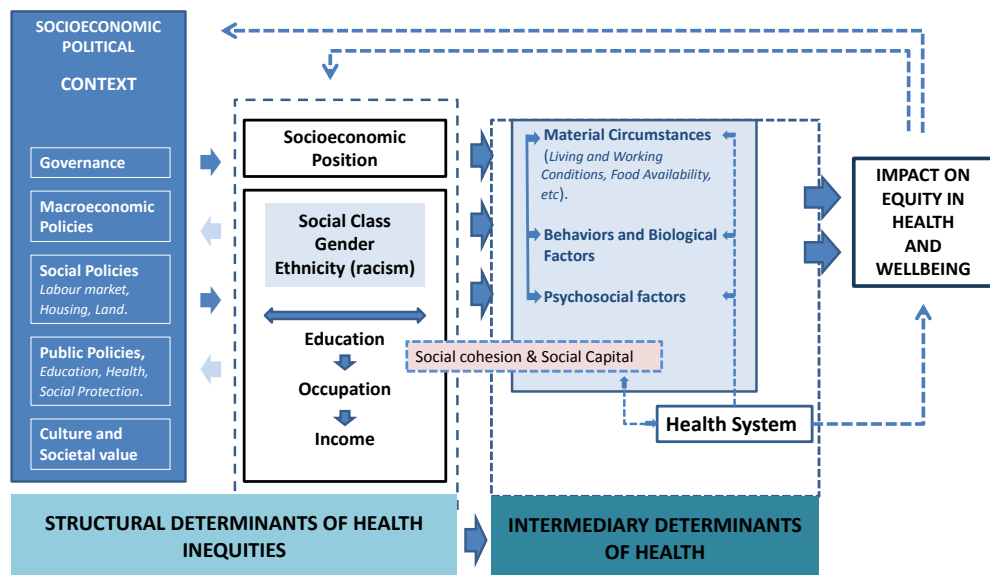 SOCIOECONOMIC
POLITICAL
CONTEXT
Governance
Macroeconomic
Policies
Social Policies
Labour market,
Housing, Land.
Public Policies,
Education, Health,
Social Protection.
Culture and
Societal value
Socioeconomic
Position
Social Class
Gender
Ethnicity (racism)
Education
Occupation
Income
Material Circumstances
(Living and Working
Conditions, Food Availability,
etc).
Behaviors and Biological
Factors
Psychosocial factors
Social cohesion & Social Capital
Health System
IMPACT ON
EQUITY IN
HEALTH
AND
WELLBEING
STRUCTURAL DETERMINANTS OF HEALTH
INEQUITIES
INTERMEDIARY DETERMINANTS
OF HEALTH